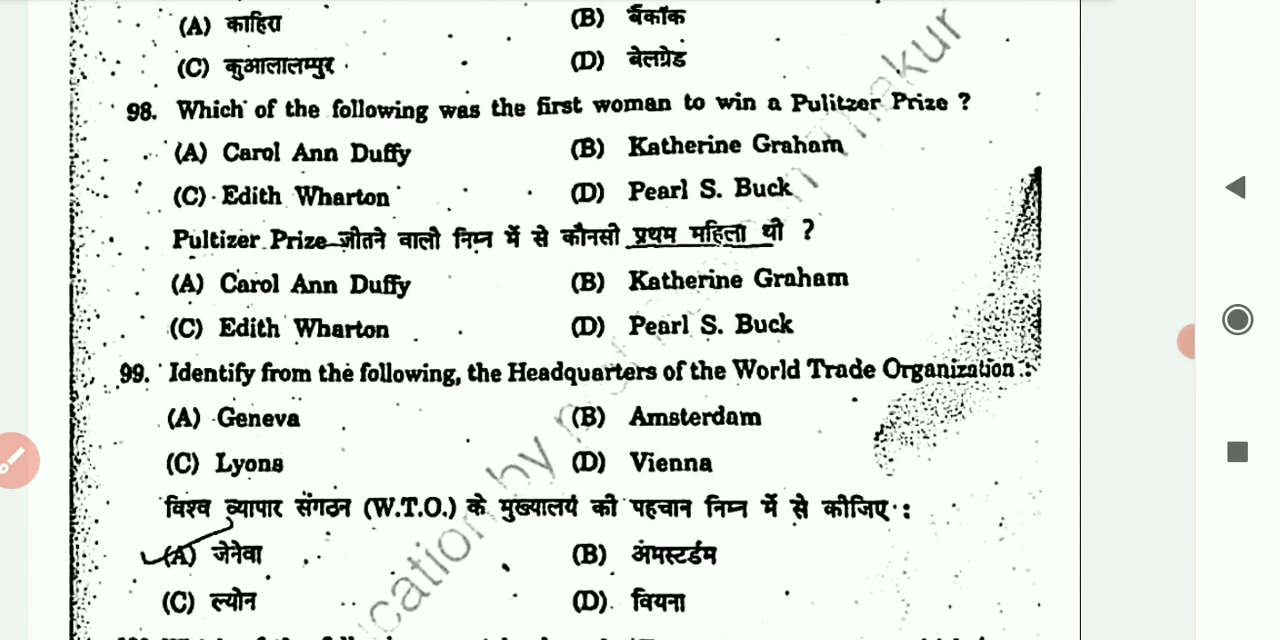 (A) काहिरा (B) बैंकॉक
(C) कुआलालम्पुर (D) बेलग्रेड
98. Which of the following was the first woman to win a Pulitzer Prize ?
(A) Carol Ann Duffy (B) Katherine Graham
(C) Edith Wharton (D) Pearl S. Buck
Pultizer Prize जीतने वाली निम्न में से कौनसी प्रथम महिला थी ?
(A) Carol Ann Duffy (B) Katherine Graham
(C) Edith Wharton (D) Pearl S. Buck
99. Identify from the following, the Headquarters of the World Trade Organization :
(A) Geneva (B) Amsterdam
(C) Lyons (D) Vienna
विश्व व्यापार संगठन (W.T.O.) के मुख्यालय की पहचान निम्न में से कीजिए :
(A) जेनेवा (B) अंमस्टर्डम
(C) ल्योन (D) वियना